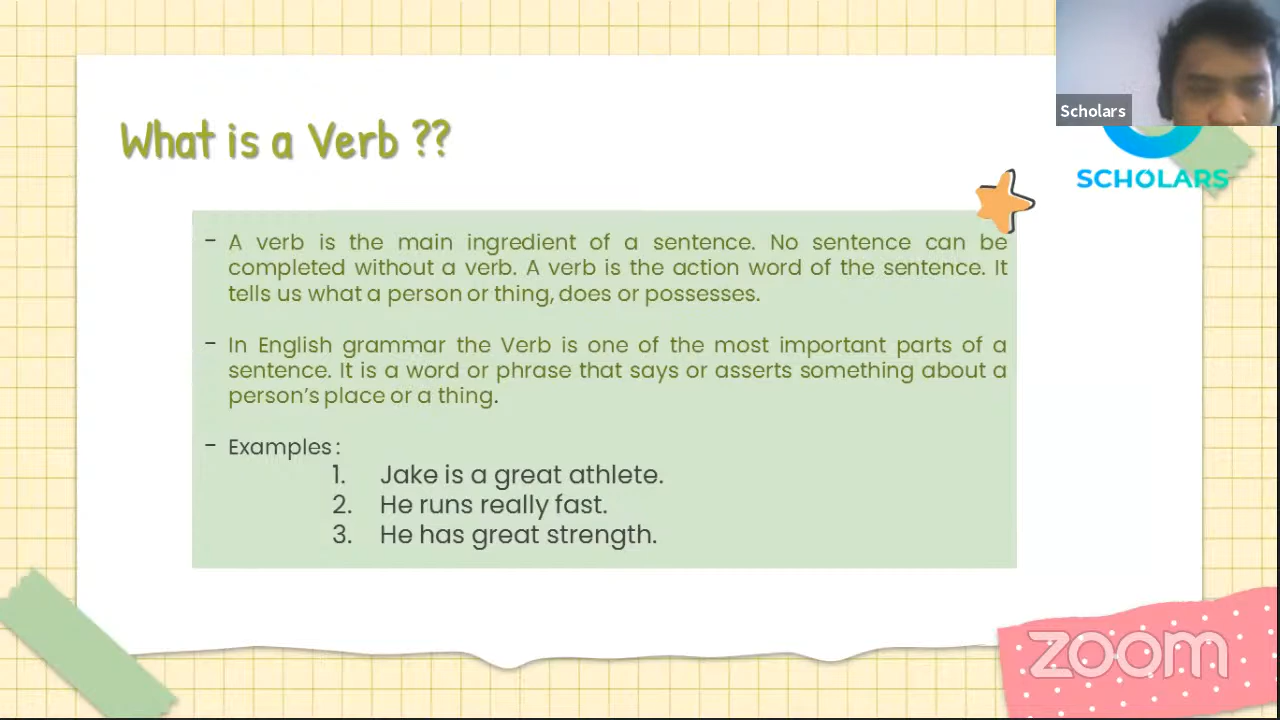 What is a Verb ??
Scholars
SCHOLARS
- A verb is the main ingredient of a sentence. No sentence can be
completed without a verb. A verb is the action word of the sentence. It
tells us what a person or thing, does or possesses.
- In English grammar the Verb is one of the most important parts of a
sentence. It is a word or phrase that says or asserts something about a
person's place or a thing.
- Examples :
1. Jake is a great athlete.
2. He runs really fast.
3. He has great strength.
zoom